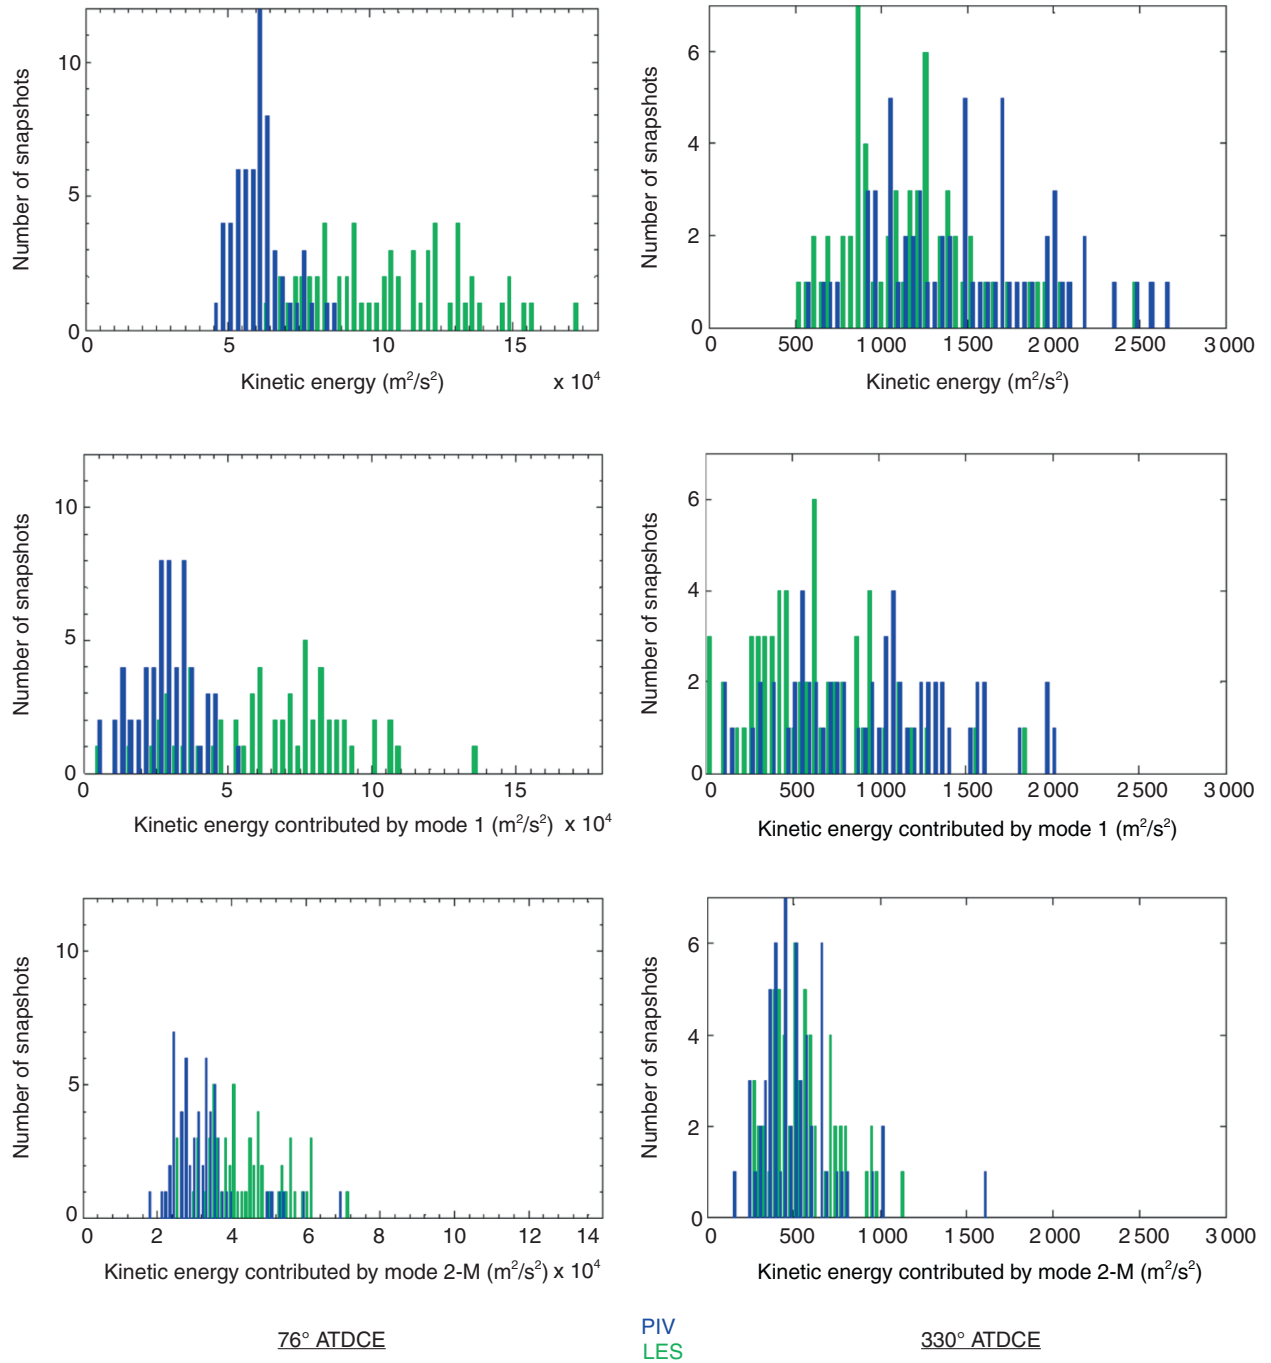 Number of snapshots
10
5
0
0 5 10 15
Kinetic energy (m²/s²) x 10⁴
Number of snapshots
6
4
2
0
0 500 1 000 1 500 2 000 2 500 3 000
Kinetic energy (m²/s²)
Number of snapshots
10
5
0
0 5 10 15
Kinetic energy contributed by mode 1 (m²/s²) x 10⁴
Number of snapshots
6
4
2
0
0 500 1 000 1 500 2 000 2 500 3 000
Kinetic energy contributed by mode 1 (m²/s²)
Number of snapshots
10
5
0
0 2 4 6 8 10 12 14
Kinetic energy contributed by mode 2-M (m²/s²) x 10⁴
Number of snapshots
6
4
2
0
0 500 1 000 1 500 2 000 2 500 3 000
Kinetic energy contributed by mode 2-M (m²/s²)
76° ATDCE
PIV
LES
330° ATDCE